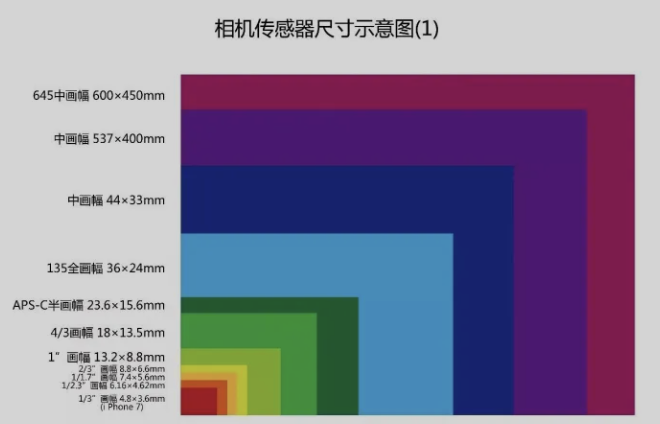 相机传感器尺寸示意图(1)
645中画幅 600×450mm
中画幅 537×400mm
中画幅 44×33mm
135全画幅 36×24mm
APS-C半画幅 23.6×15.6mm
4/3画幅 18×13.5mm
1″画幅 13.2×8.8mm
2/3″画幅 8.8×6.6mm
1/1.7″画幅 7.4×5.6mm
1/2.3″画幅 6.16×4.62mm
1/3″画幅 4.8×3.6mm
(i Phone 7)